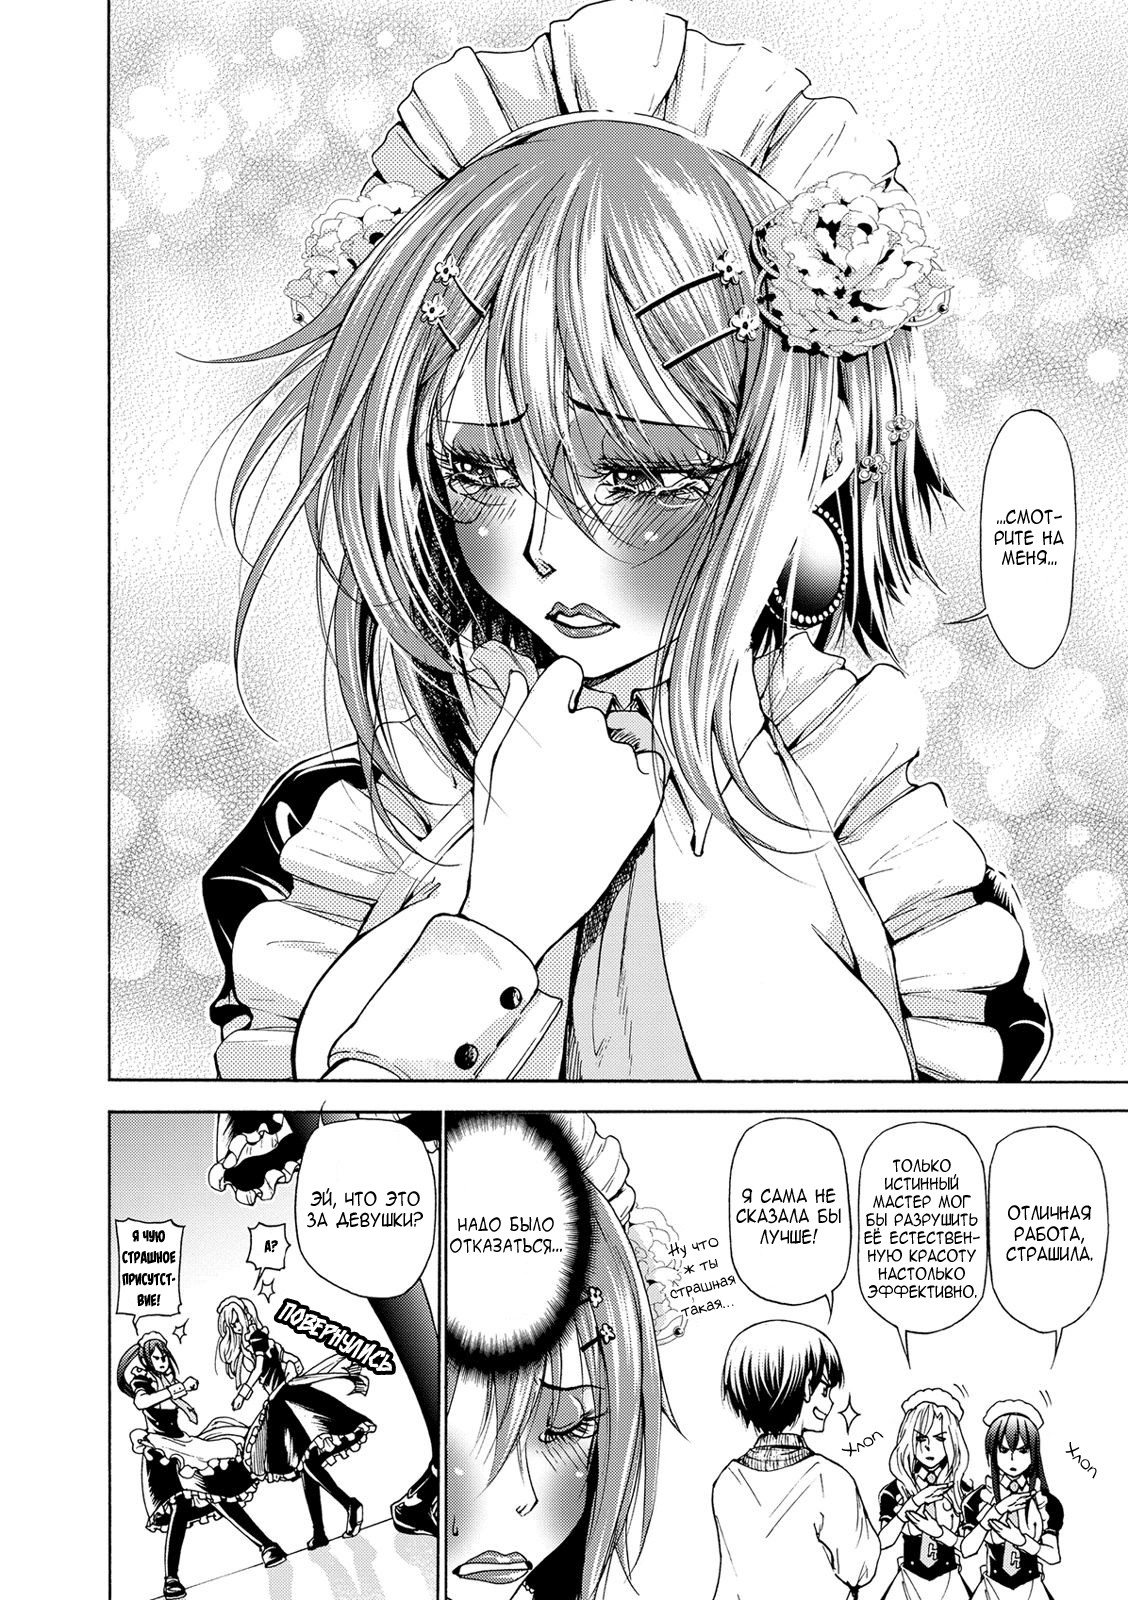 ...СМОТ-
РИТЕ НА
МЕНЯ...
ОТЛИЧНАЯ
РАБОТА,
СТРАШИЛА.
ТОЛЬКО
ИСТИННЫЙ
МАСТЕР МОГ
БЫ РАЗРУШИТЬ
ЕЁ ЕСТЕСТВЕН-
НУЮ КРАСОТУ
НАСТОЛЬКО
ЭФФЕКТИВНО.
Я САМА НЕ
СКАЗАЛА БЫ
ЛУЧШЕ!
Ну что
ж ты
страшная
такая...
Хлоп
Хлоп
НАДО БЫЛО
ОТКАЗАТЬСЯ...
ЭЙ, ЧТО ЭТО
ЗА ДЕВУШКИ?
ПОВЕРНУЛИСЬ
А?
Я ЧУЮ
СТРАШНОЕ
ПРИСУТСТ-
ВИЕ!